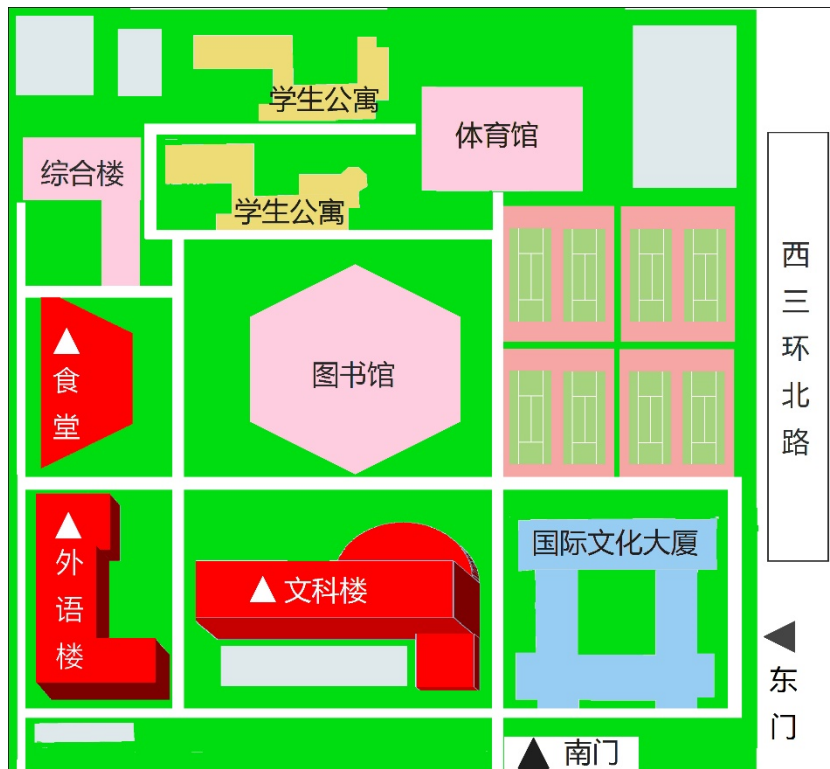 学生公寓
体育馆
综合楼
学生公寓
西三环北路
图书馆
▲食堂
国际文化大厦
▲外语楼
▲文科楼
东门
南门